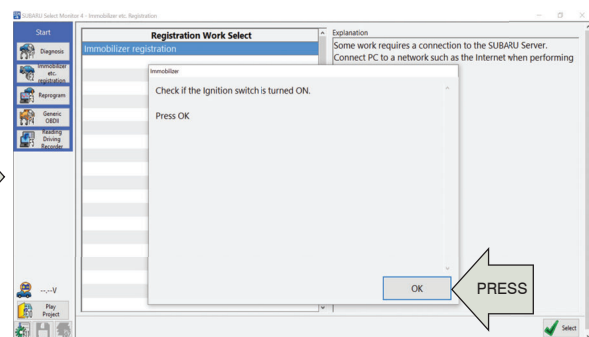 SUBARU Select Monitor 4 - Immobilizer etc. Registration
Start
Diagnosis
Immobilizer
etc.
registration
Reprogram
Generic
OBDII
Reading
Driving
Recorder
--.--V
Play
Project
Registration Work Select
Immobilizer registration
Explanation
Some work requires a connection to the SUBARU Server.
Connect PC to a network such as the Internet when performing
Immobilizer
Check if the Ignition switch is turned ON.
Press OK
OK
PRESS
Select